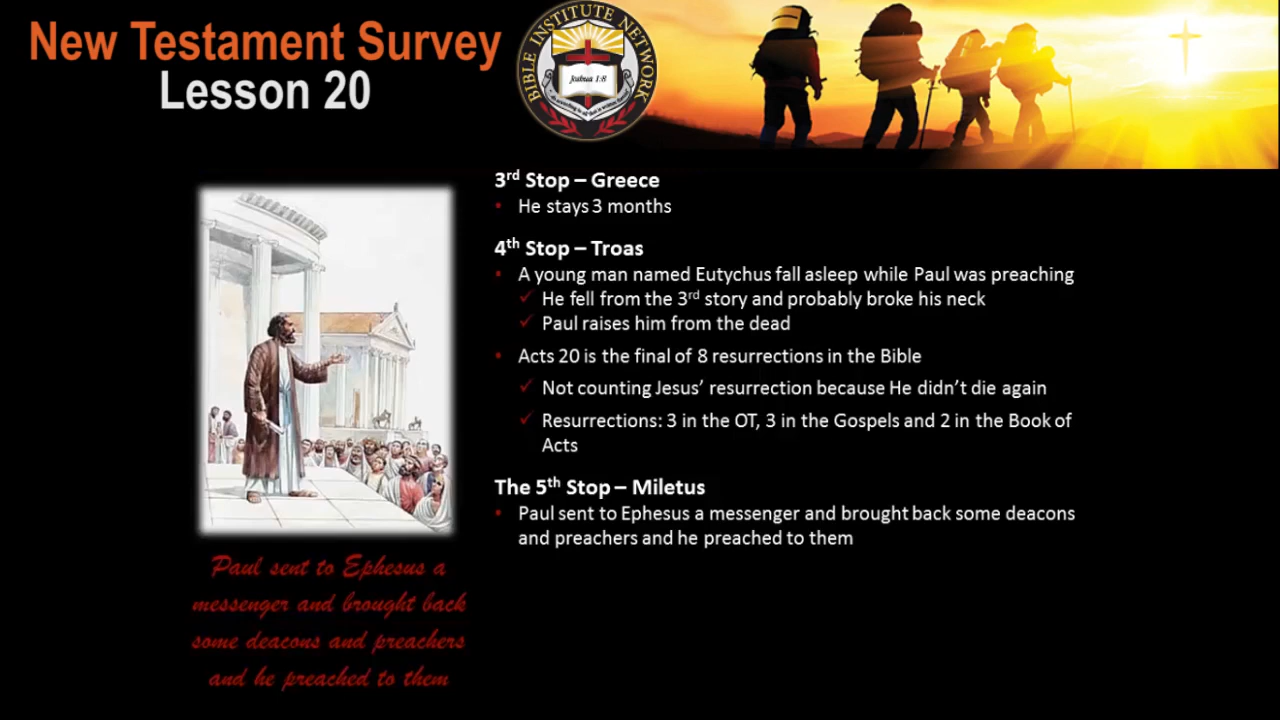 New Testament Survey
Lesson 20
BIBLE INSTITUTE NETWORK
Joshua 1:8
3rd Stop – Greece
• He stays 3 months
4th Stop – Troas
• A young man named Eutychus fall asleep while Paul was preaching
✓ He fell from the 3rd story and probably broke his neck
✓ Paul raises him from the dead
• Acts 20 is the final of 8 resurrections in the Bible
✓ Not counting Jesus’ resurrection because He didn’t die again
✓ Resurrections: 3 in the OT, 3 in the Gospels and 2 in the Book of
Acts
The 5th Stop – Miletus
• Paul sent to Ephesus a messenger and brought back some deacons
and preachers and he preached to them
Paul sent to Ephesus a
messenger and brought back
some deacons and preachers
and he preached to them